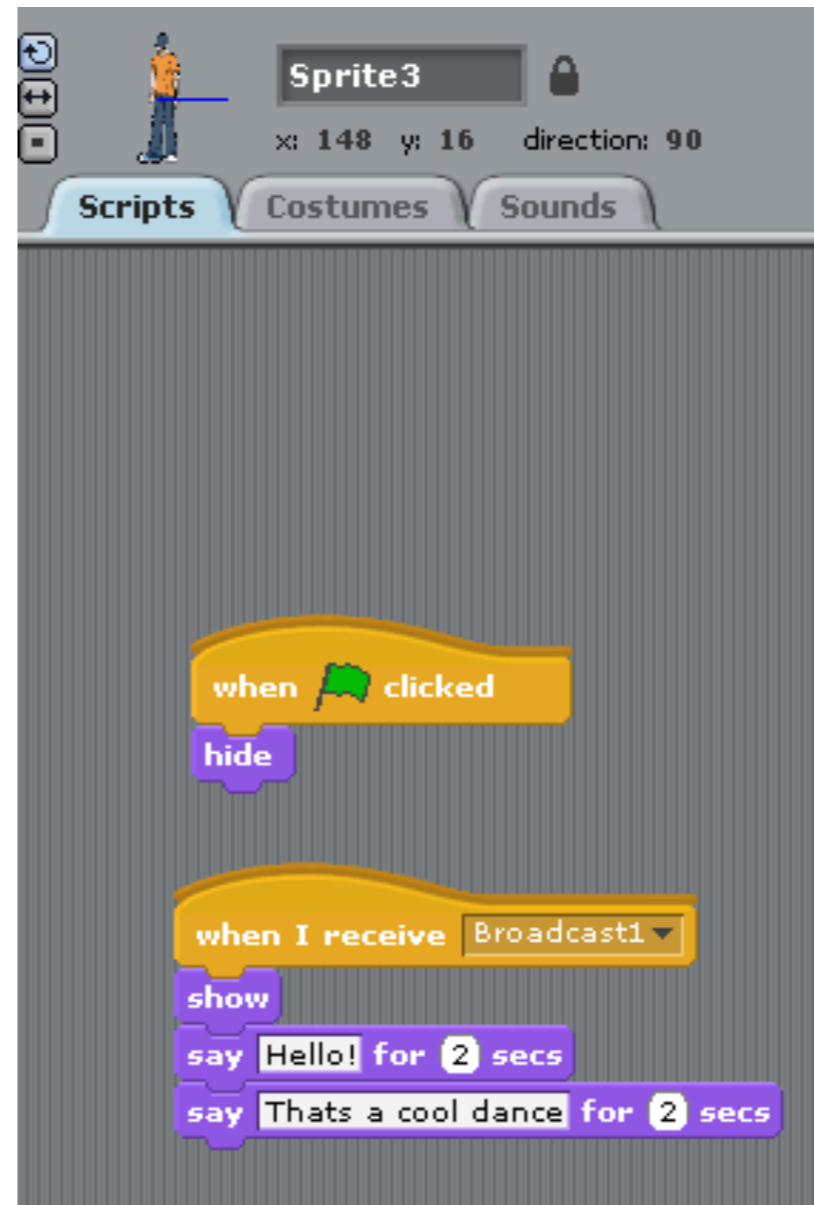 Sprite3
x: 148 y: 16 direction: 90
Scripts Costumes Sounds
when clicked
hide
when I receive Broadcast1
show
say Hello! for 2 secs
say Thats a cool dance for 2 secs